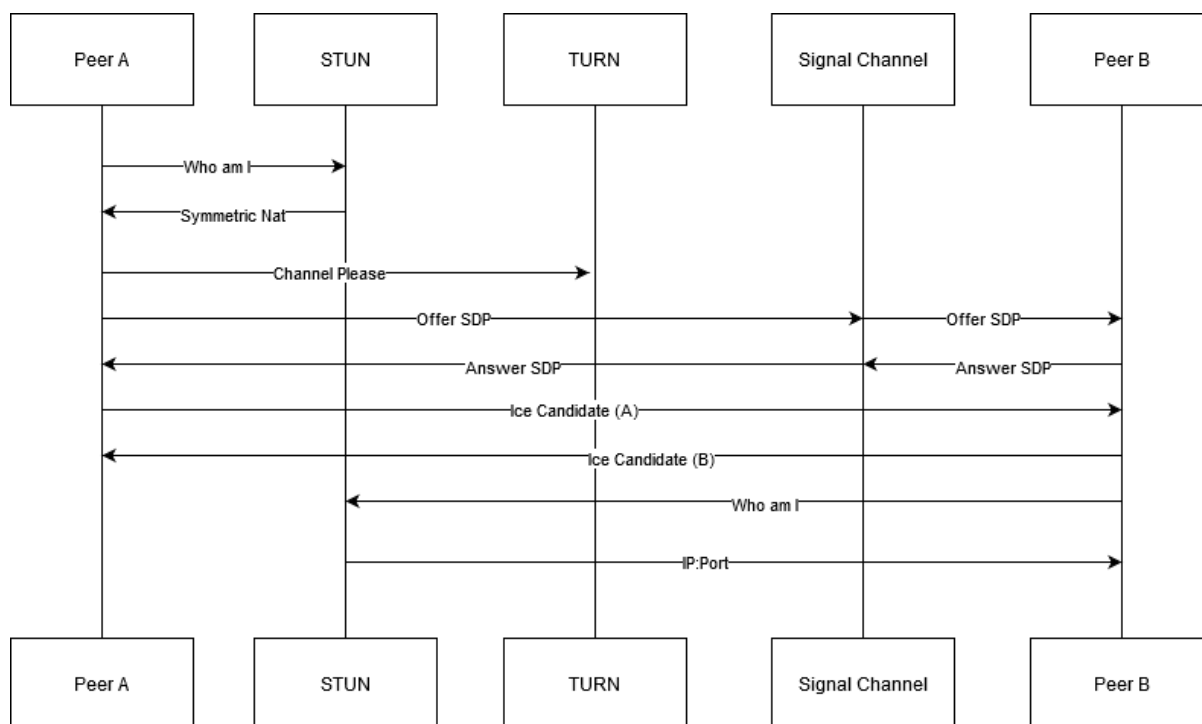 Peer A
STUN
TURN
Signal Channel
Peer B
Who am I
Symmetric Nat
Channel Please
Offer SDP
Offer SDP
Answer SDP
Answer SDP
Ice Candidate (A)
Ice Candidate (B)
Who am I
IP:Port
Peer A
STUN
TURN
Signal Channel
Peer B